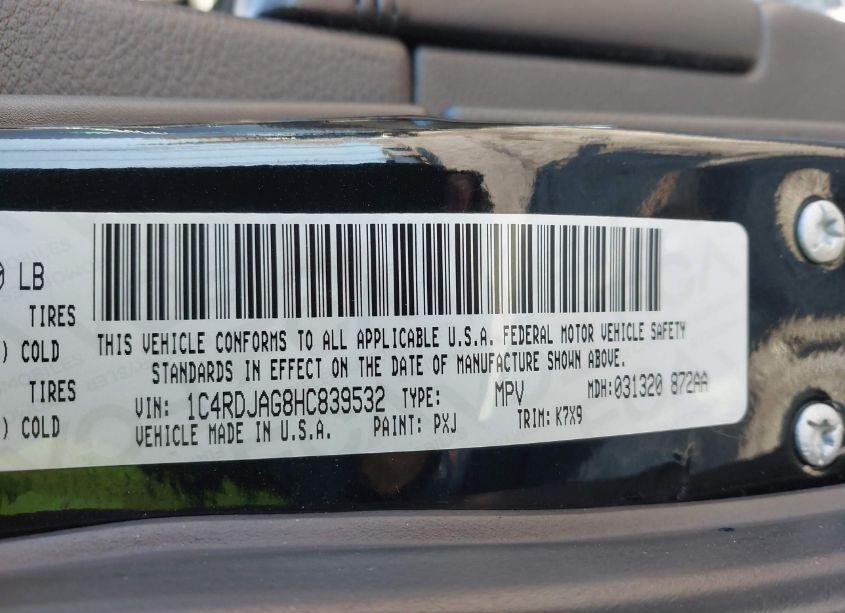 LB
TIRES
) COLD
TIRES
) COLD
THIS VEHICLE CONFORMS TO ALL APPLICABLE U.S.A. FEDERAL MOTOR VEHICLE SAFETY
STANDARDS IN EFFECT ON THE DATE OF MANUFACTURE SHOWN ABOVE.
VIN: 1C4RDJAG8HC839532 TYPE: MPV MDH:031320 872AA
VEHICLE MADE IN U.S.A. PAINT: PXJ TRIM: K7X9